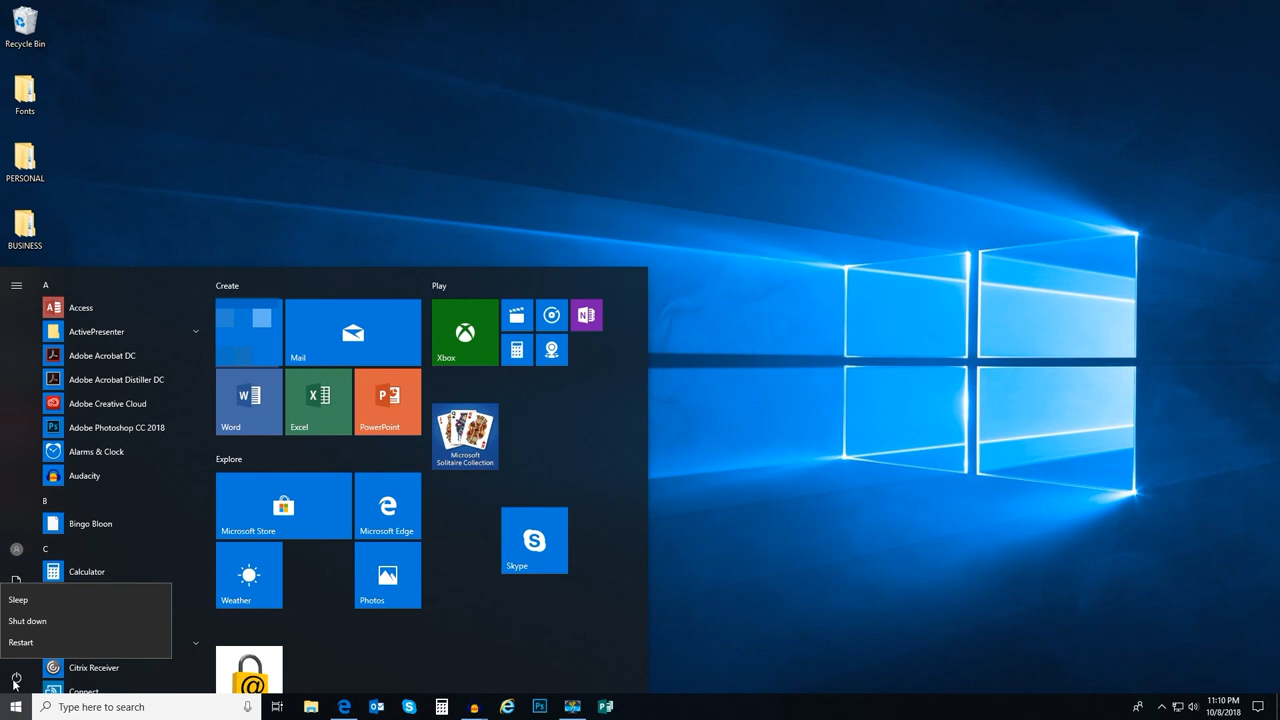 Recycle Bin
Fonts
PERSONAL
BUSINESS
A
Access
ActivePresenter
Adobe Acrobat DC
Adobe Acrobat Distiller DC
Adobe Creative Cloud
Adobe Photoshop CC 2018
Alarms & Clock
Audacity
B
Bingo Bloon
C
Calculator
Sleep
Shut down
Restart
Citrix Receiver
Connect
Create
Mail
Word
Excel
PowerPoint
Explore
Microsoft Store
Microsoft Edge
Weather
Photos
Play
Xbox
Microsoft
Solitaire Collection
Skype
Type here to search
11:10 PM
10/8/2018